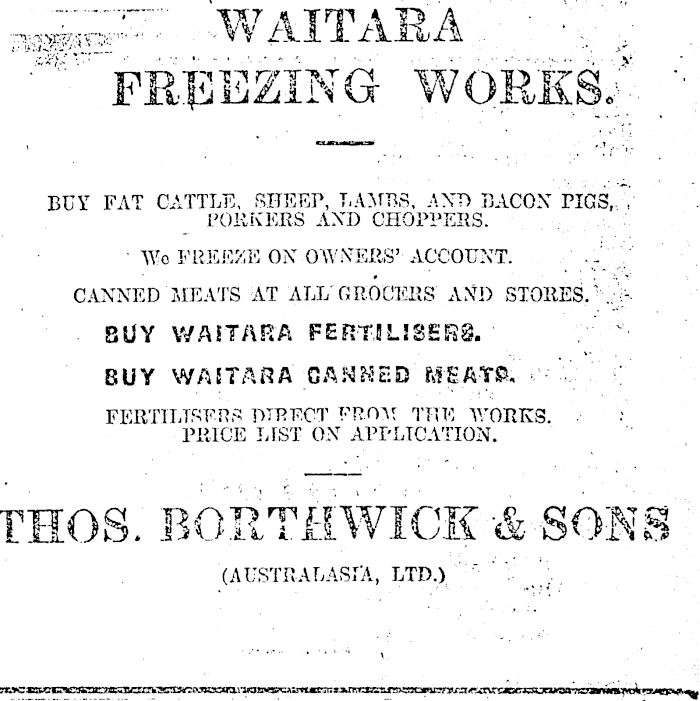 WAITARA
FREEZING WORKS.
BUY FAT CATTLE, SHEEP, LAMBS, AND BACON PIGS,
PORKERS AND CHOPPERS.
We FREEZE ON OWNERS' ACCOUNT.
CANNED MEATS AT ALL GROCERS AND STORES.
BUY WAITARA FERTILISERS.
BUY WAITARA CANNED MEATS.
FERTILISERS DIRECT FROM THE WORKS.
PRICE LIST ON APPLICATION.
THOS. BORTHWICK & SONS
(AUSTRALASIA, LTD.)